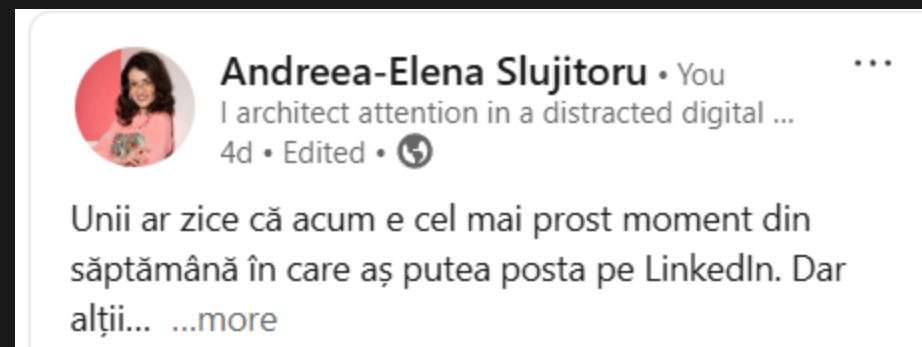 Andreea-Elena Slujitoru • You
I architect attention in a distracted digital ...
4d • Edited •
Unii ar zice că acum e cel mai prost moment din
săptămână în care aș putea posta pe LinkedIn. Dar
alții... ...more